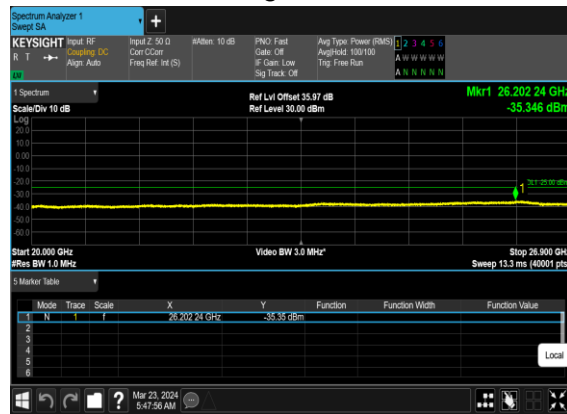 Spectrum Analyzer 1
Swept SA
+
KEYSIGHT Input: RF Input Z: 50 Ω #Atten: 10 dB PNO: Fast Avg Type: Power (RMS) 1 2 3 4 5 6
R T Coupling: DC Corr CCorr Gate: Off Avg|Hold: 100/100 A W W W W W
Align: Auto Freq Ref: Int (S) IF Gain: Low Trig: Free Run
Sig Track: Off A N N N N N
1 Spectrum Ref Lvl Offset 35.97 dB Mkr1 26.202 24 GHz
Scale/Div 10 dB Ref Level 30.00 dBm -35.346 dBm
Log
20.0
10.0
0.00
-10.0
-20.0
1
-30.0
-40.0
-50.0
-60.0
Start 20.000 GHz Video BW 3.0 MHz* Stop 26.900 GHz
#Res BW 1.0 MHz Sweep 13.3 ms (40001 pts
5 Marker Table
Mode Trace Scale X Y Function Function Width Function Value
1 N 1 f 26.202 24 GHz -35.35 dBm
2
3
4
5
6
Local
? Mar 23, 2024
5:47:56 AM